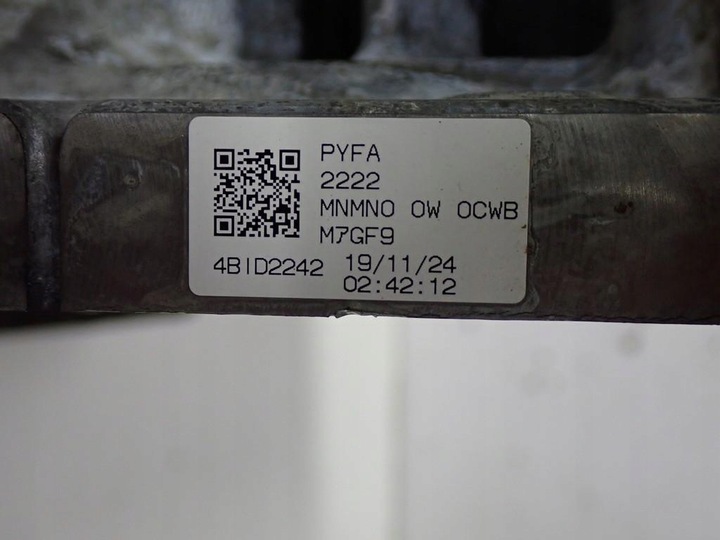 PYFA
2222
MNMNO OW OCWB
M7GF9
4BID2242 19/11/24
02:42:12